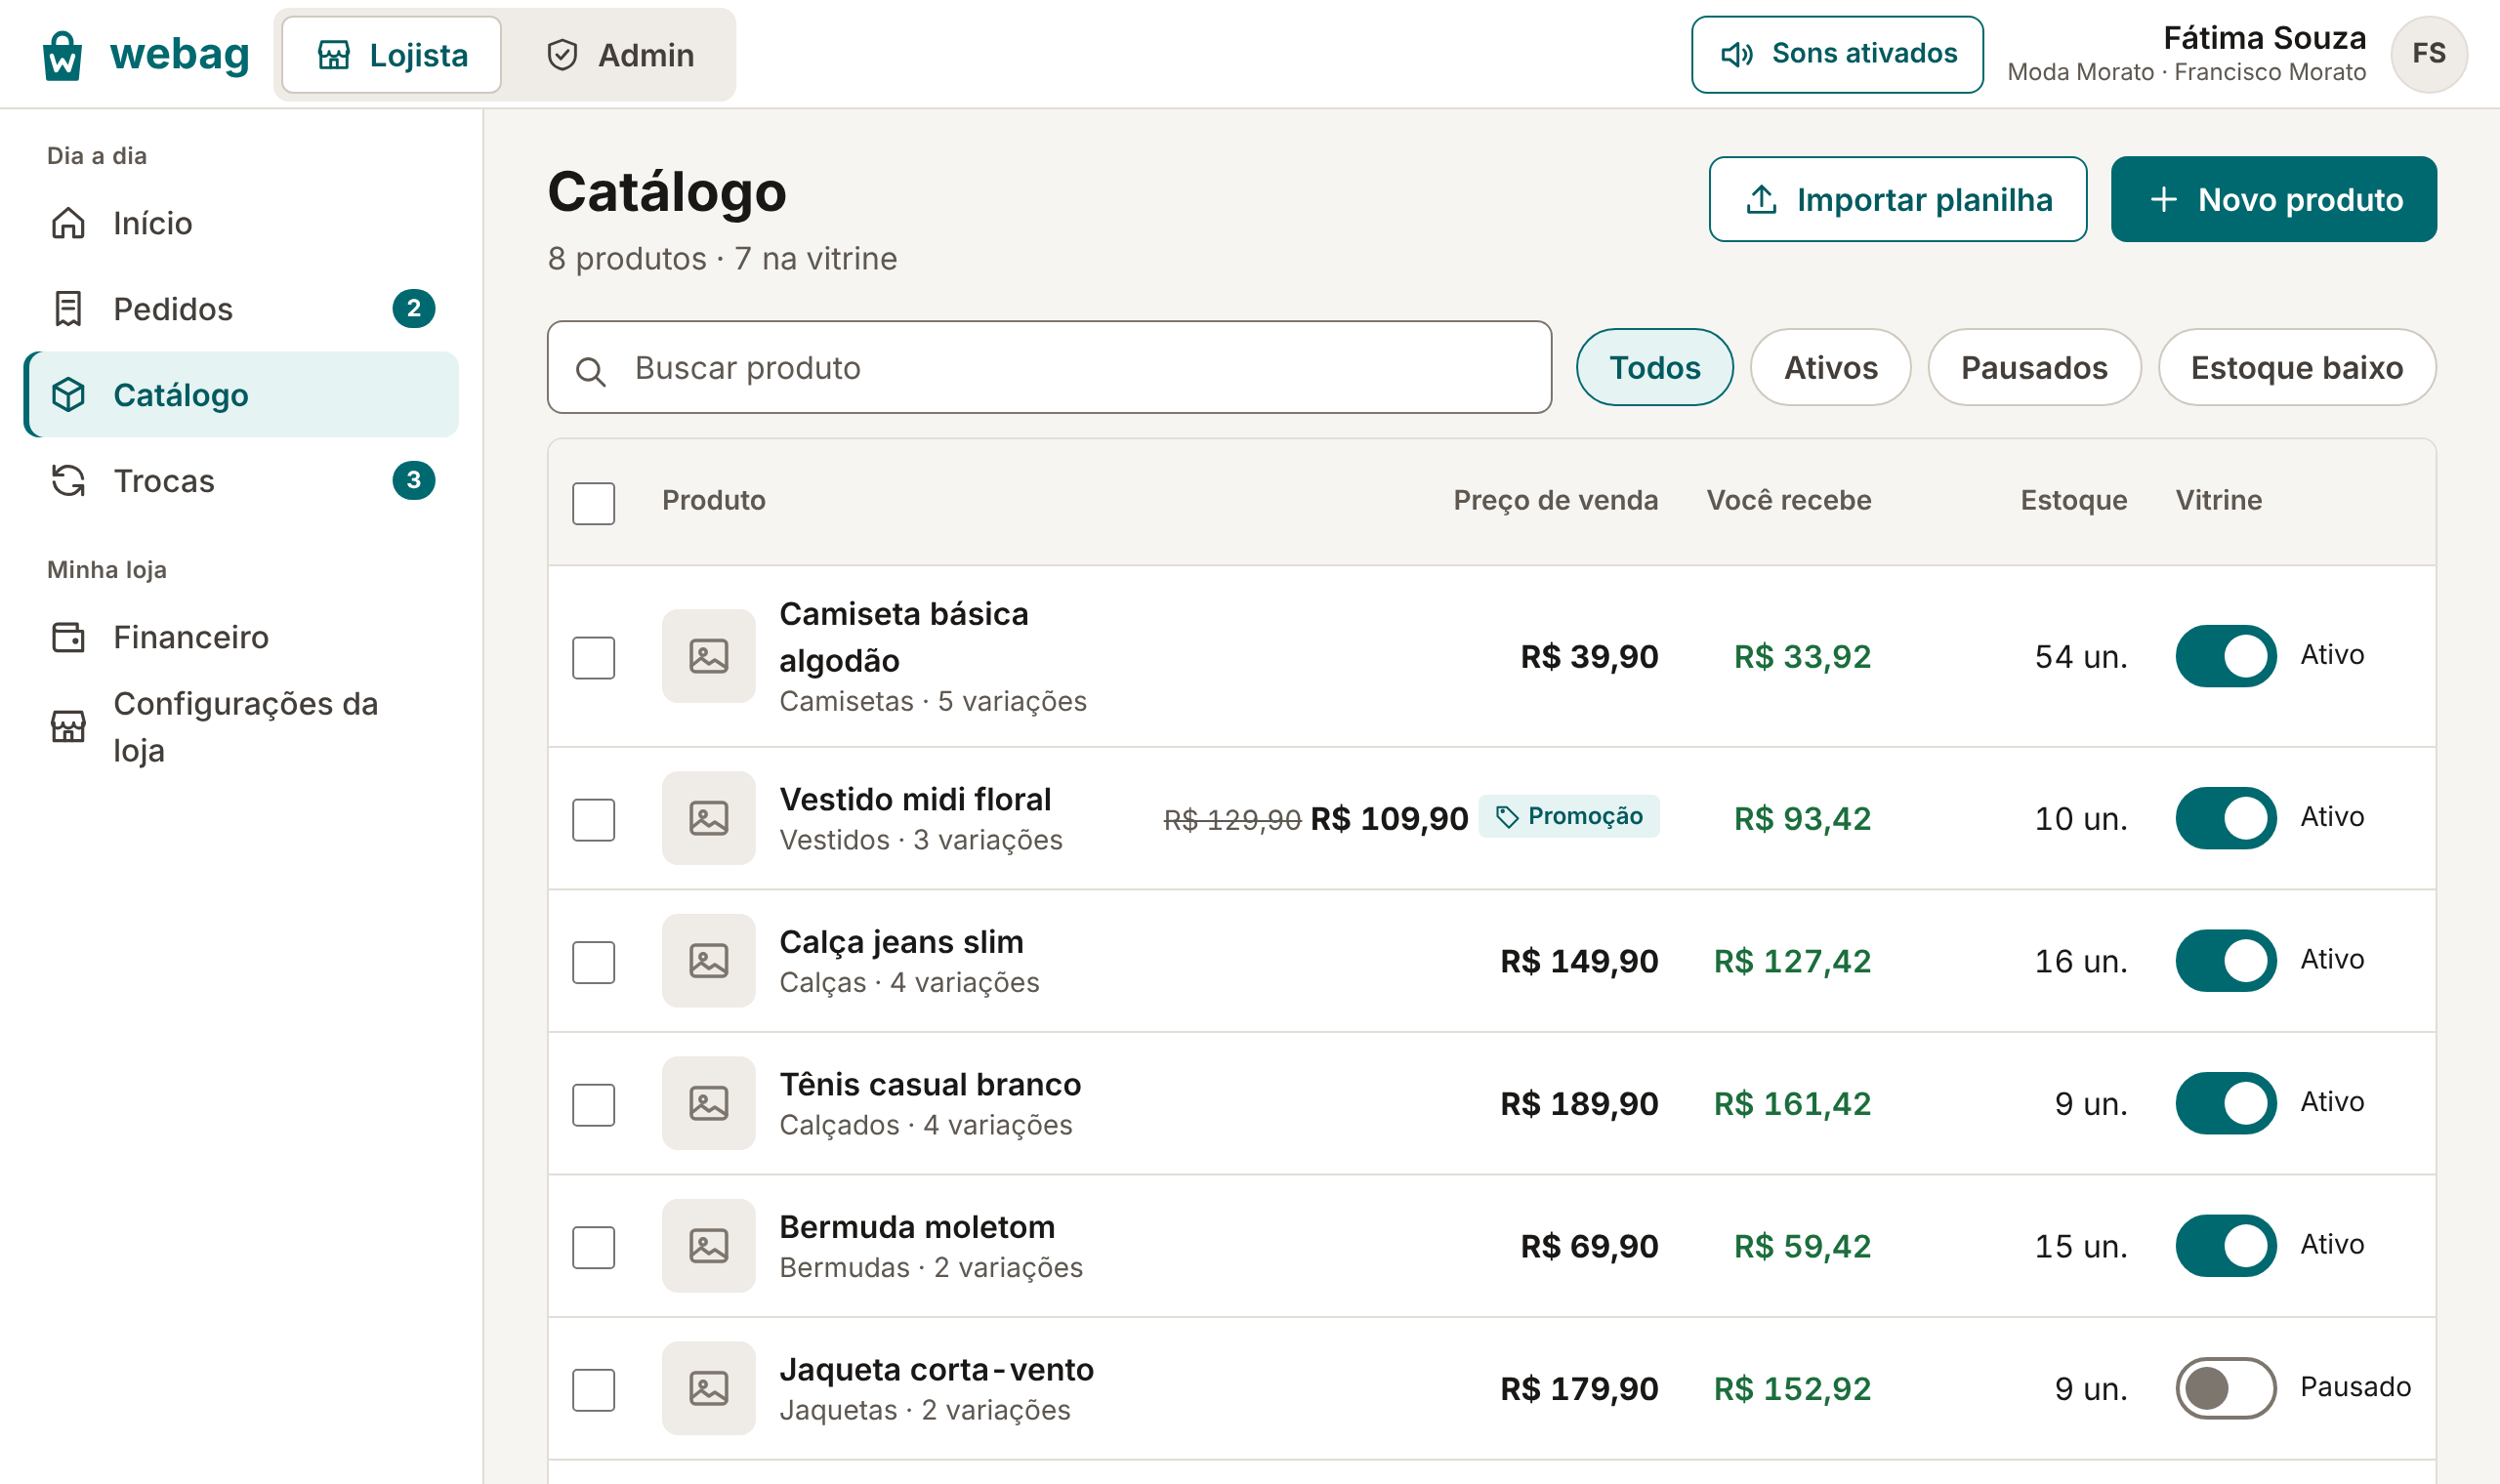 webag
Lojista
Admin
Sons ativados
Fátima Souza
Moda Morato · Francisco Morato
FS
Dia a dia
Início
Pedidos
2
Catálogo
Trocas
3
Minha loja
Financeiro
Configurações da
loja
Catálogo
8 produtos · 7 na vitrine
Importar planilha
Novo produto
Buscar produto
Todos
Ativos
Pausados
Estoque baixo
Produto
Preço de venda
Você recebe
Estoque
Vitrine
Camiseta básica
algodão
Camisetas · 5 variações
R$ 39,90
R$ 33,92
54 un.
Ativo
Vestido midi floral
Vestidos · 3 variações
R$ 129,90 R$ 109,90 Promoção
R$ 93,42
10 un.
Ativo
Calça jeans slim
Calças · 4 variações
R$ 149,90
R$ 127,42
16 un.
Ativo
Tênis casual branco
Calçados · 4 variações
R$ 189,90
R$ 161,42
9 un.
Ativo
Bermuda moletom
Bermudas · 2 variações
R$ 69,90
R$ 59,42
15 un.
Ativo
Jaqueta corta-vento
Jaquetas · 2 variações
R$ 179,90
R$ 152,92
9 un.
Pausado